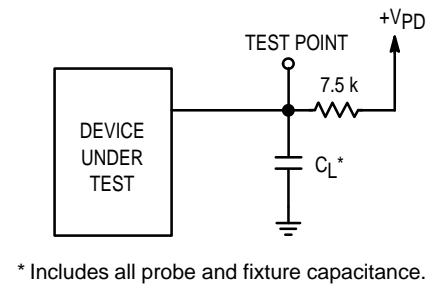 +VPD
TEST POINT
7.5 k
DEVICE
UNDER
TEST
CL*
* Includes all probe and fixture capacitance.